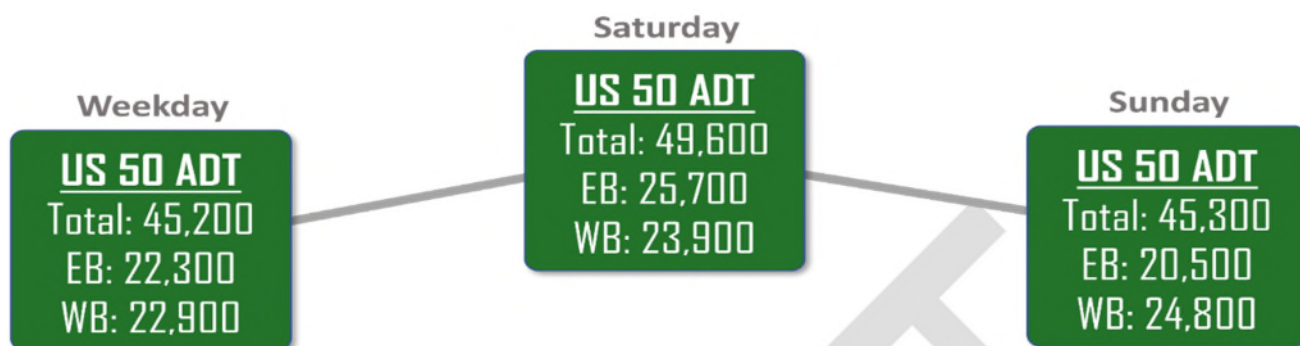 Weekday
US 50 ADT
Total: 45,200
EB: 22,300
WB: 22,900
Saturday
US 50 ADT
Total: 49,600
EB: 25,700
WB: 23,900
Sunday
US 50 ADT
Total: 45,300
EB: 20,500
WB: 24,800